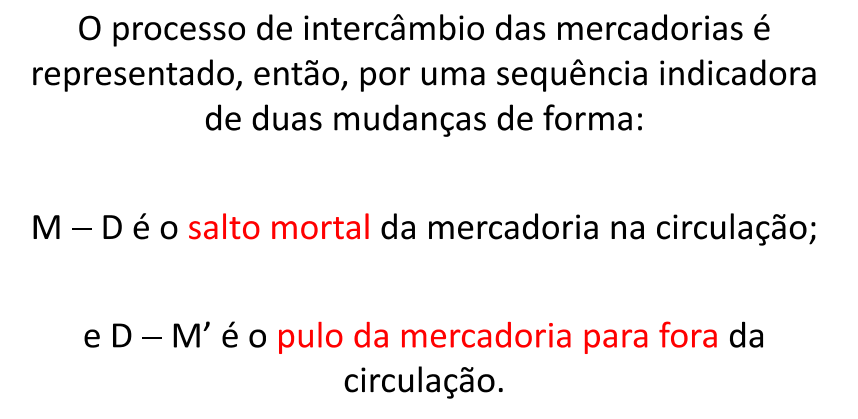 O processo de intercâmbio das mercadorias é
representado, então, por uma sequência indicadora
de duas mudanças de forma:
M – D é o salto mortal da mercadoria na circulação;
e D – M’ é o pulo da mercadoria para fora da
circulação.